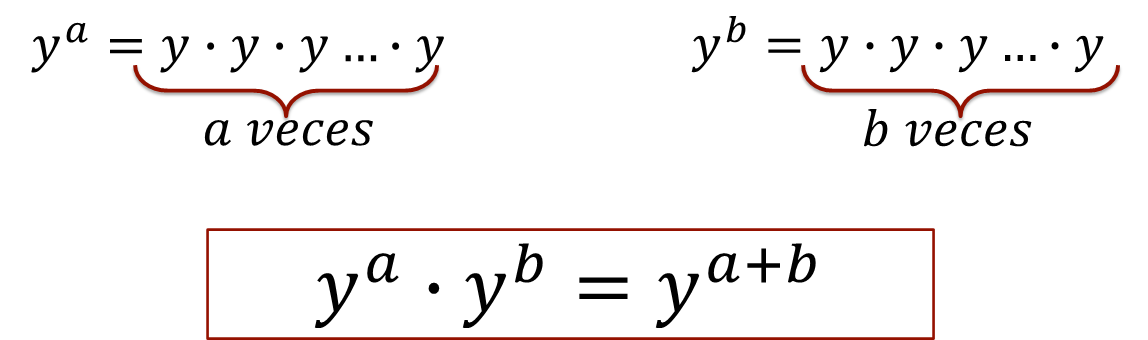 y^a = y · y · y ... · y
a veces
y^b = y · y · y ... · y
b veces
y^a · y^b = y^{a+b}